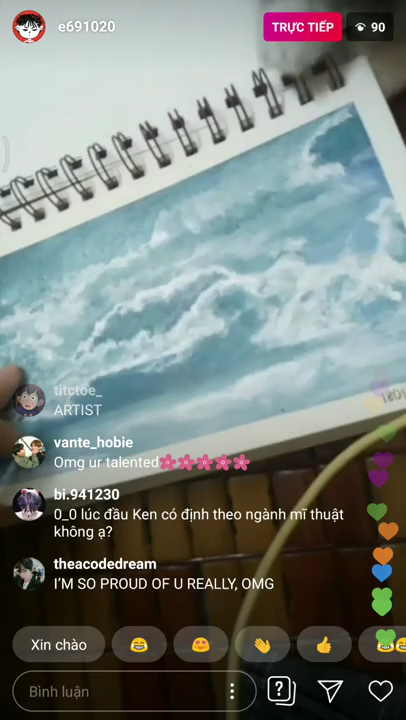 e691020
TRỰC TIẾP
90
titctoe_
ARTIST
vante_hobie
Omg ur talented🌸🌸🌸🌸🌸
bi.941230
0_0 lúc đầu Ken có định theo ngành mĩ thuật
không ạ?
theacodedream
I'M SO PROUD OF U REALLY, OMG
Xin chào 😂 😍 👋 👍 😂
Bình luận